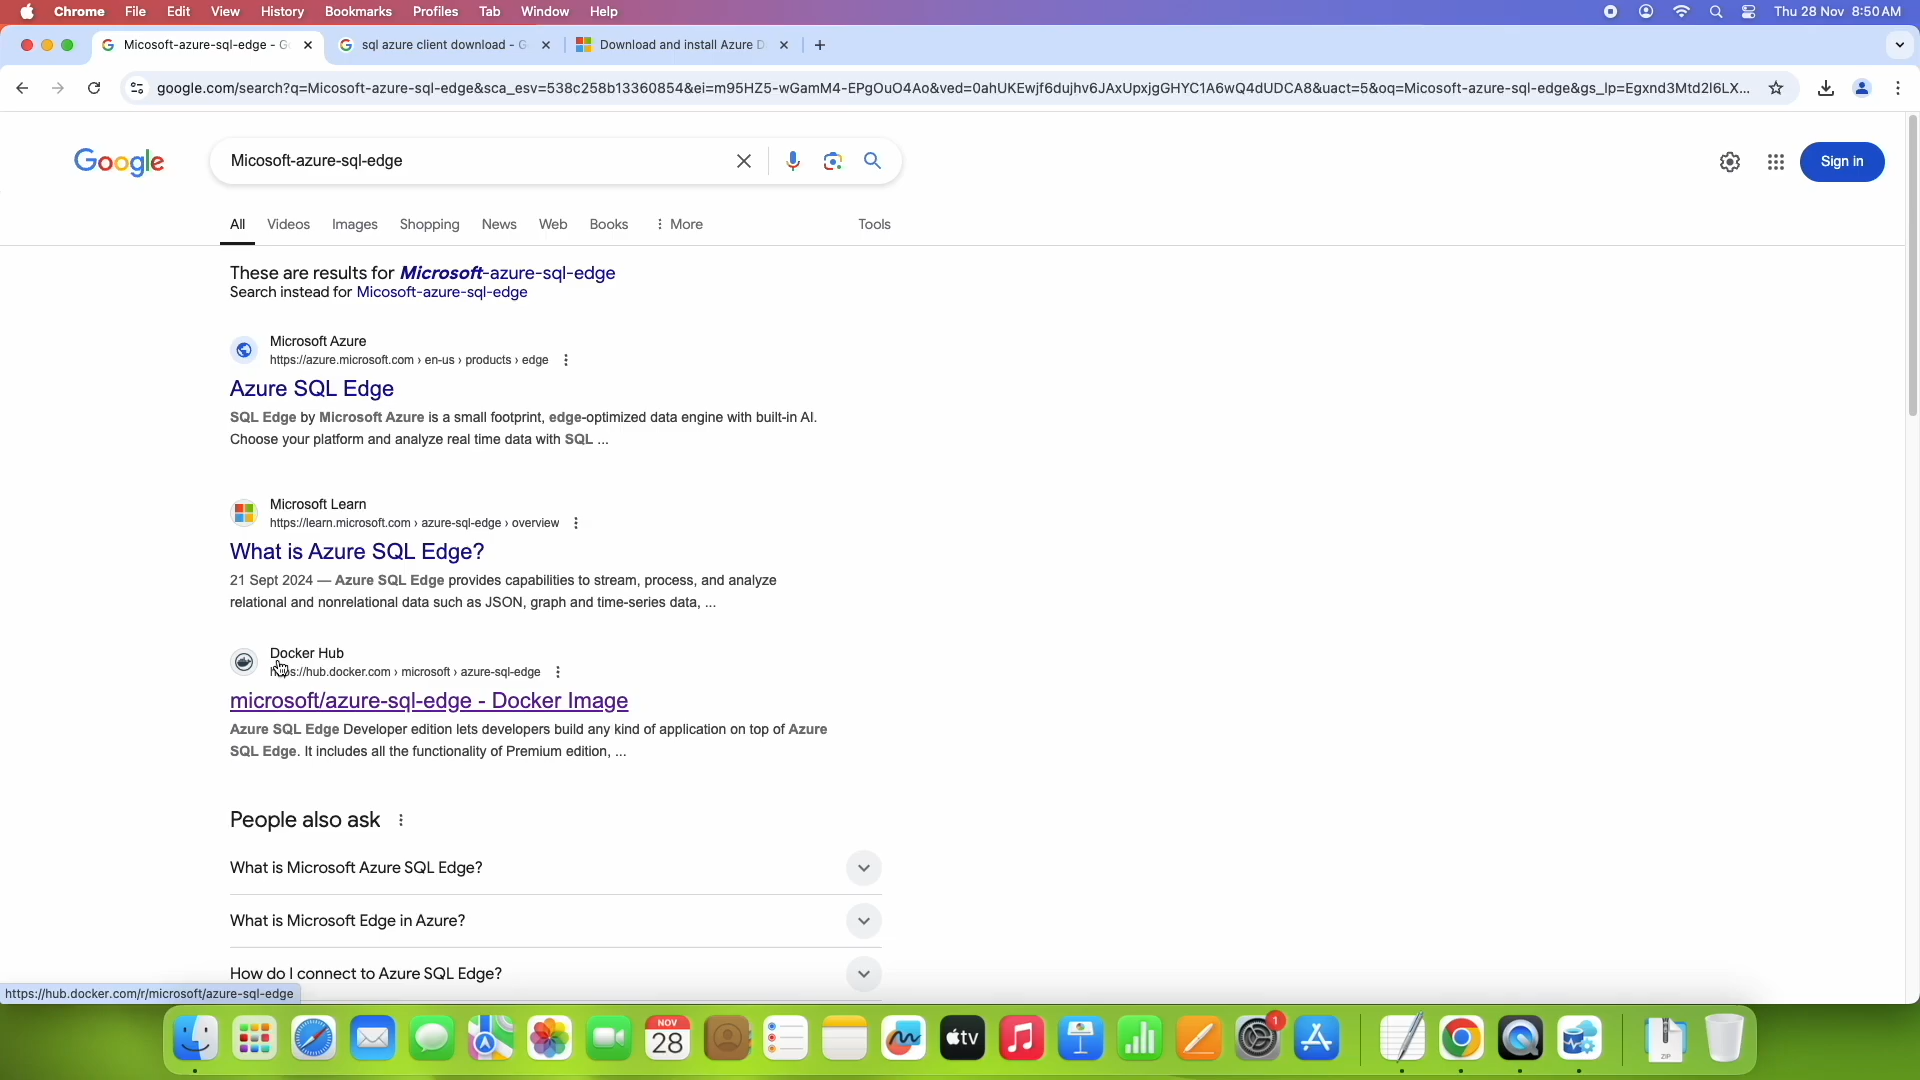 Chrome File Edit View History Bookmarks Profiles Tab Window Help Thu 28 Nov 8:50 AM
Micosoft-azure-sql-edge - G sql azure client download - G Download and install Azure D
google.com/search?q=Micosoft-azure-sql-edge&sca_esv=538c258b13360854&ei=m95HZ5-wGamM4-EPgOuO4Ao&ved=0ahUKEwjf6dujhv6JAxUpxjgGHYC1A6wQ4dUDCA8&uact=5&oq=Micosoft-azure-sql-edge&gs_lp=Egxnd3Mtd2l6LX...
Google Micosoft-azure-sql-edge Sign in
All Videos Images Shopping News Web Books More Tools
These are results for Microsoft-azure-sql-edge
Search instead for Micosoft-azure-sql-edge
Microsoft Azure
https://azure.microsoft.com › en-us › products › edge
Azure SQL Edge
SQL Edge by Microsoft Azure is a small footprint, edge-optimized data engine with built-in AI.
Choose your platform and analyze real time data with SQL ...
Microsoft Learn
https://learn.microsoft.com › azure-sql-edge › overview
What is Azure SQL Edge?
21 Sept 2024 — Azure SQL Edge provides capabilities to stream, process, and analyze
relational and nonrelational data such as JSON, graph and time-series data, ...
Docker Hub
https://hub.docker.com › microsoft › azure-sql-edge
microsoft/azure-sql-edge - Docker Image
Azure SQL Edge Developer edition lets developers build any kind of application on top of Azure
SQL Edge. It includes all the functionality of Premium edition, ...
People also ask
What is Microsoft Azure SQL Edge?
What is Microsoft Edge in Azure?
How do I connect to Azure SQL Edge?
https://hub.docker.com/r/microsoft/azure-sql-edge
NOV
28
tv
1
ZIP